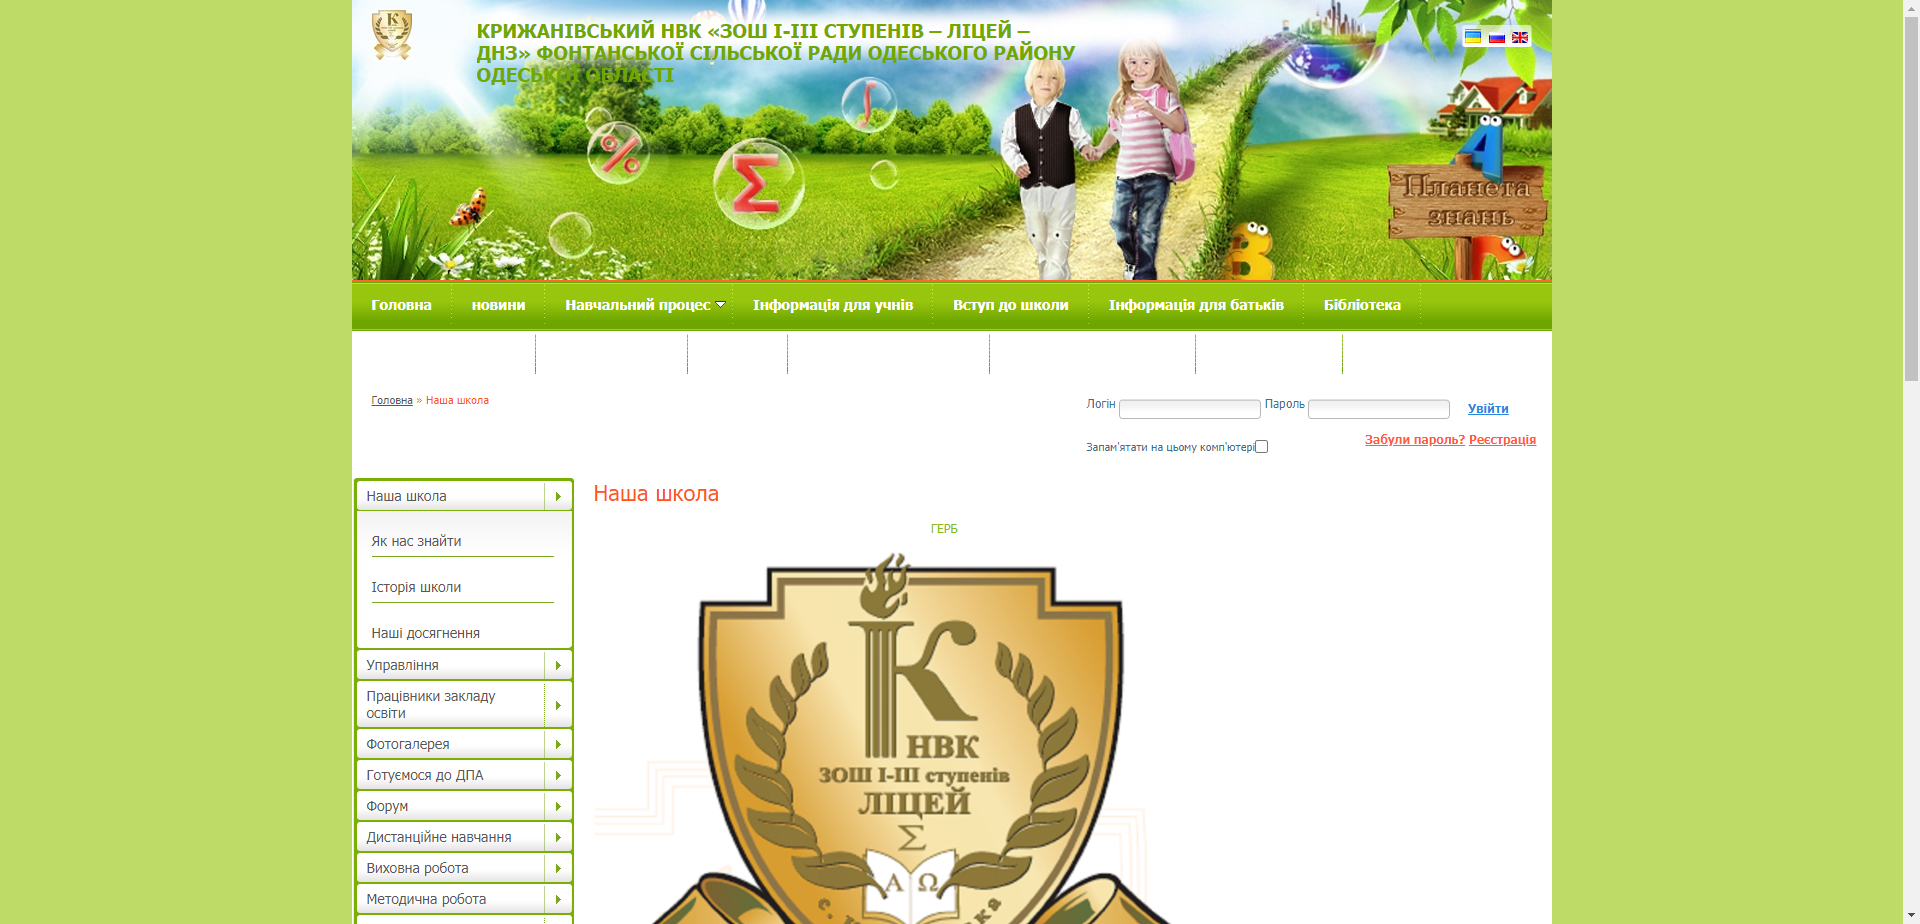 КРИЖАНІВСЬКИЙ НВК «ЗОШ І-ІІІ СТУПЕНІВ – ЛІЦЕЙ –
ДНЗ» ФОНТАНСЬКОЇ СІЛЬСЬКОЇ РАДИ ОДЕСЬКОГО РАЙОНУ
ОДЕСЬКОЇ ОБЛАСТІ
Планета
знань
Головна
новини
Навчальний процес
Інформація для учнів
Вступ до школи
Інформація для батьків
Бібліотека
Головна » Наша школа
Логін
Пароль
Увійти
Запам'ятати на цьому комп'ютері
Забули пароль? Реєстрація
Наша школа
Як нас знайти
Історія школи
Наші досягнення
Управління
Працівники закладу
освіти
Фотогалерея
Готуємося до ДПА
Форум
Дистанційне навчання
Виховна робота
Методична робота
Наша школа
ГЕРБ
К
НВК
ЗОШ І-ІІІ ступенів
ЛІЦЕЙ
Σ
Α Ω